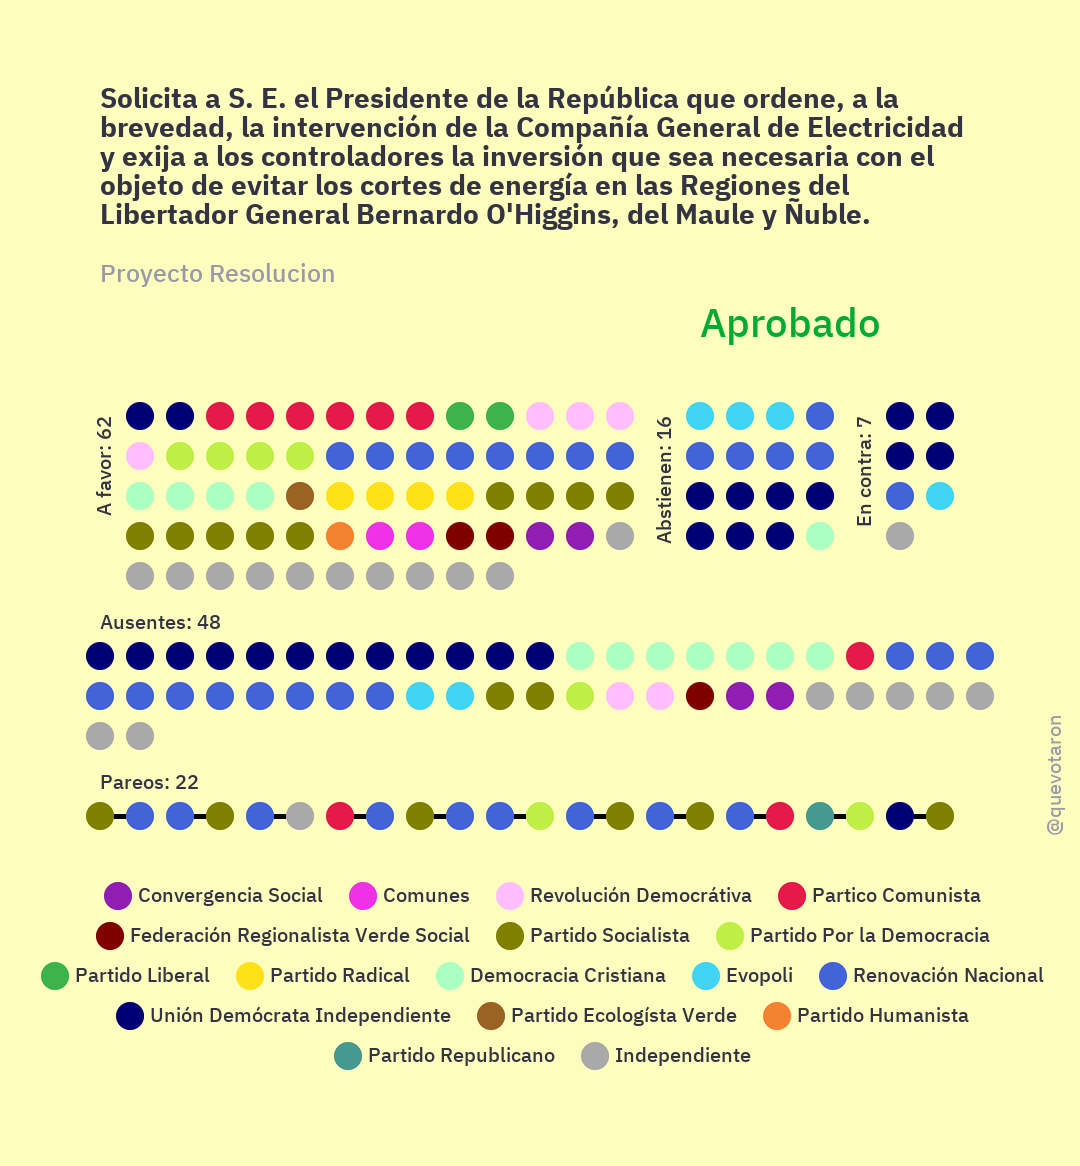 Solicita a S. E. el Presidente de la República que ordene, a la
brevedad, la intervención de la Compañía General de Electricidad
y exija a los controladores la inversión que sea necesaria con el
objeto de evitar los cortes de energía en las Regiones del
Libertador General Bernardo O'Higgins, del Maule y Ñuble.
Proyecto Resolucion
Aprobado
A favor: 62
Abstienen: 16
En contra: 7
Ausentes: 48
Pareos: 22
@quevotaron
Convergencia Social Comunes Revolución Democrátiva Partico Comunista
Federación Regionalista Verde Social Partido Socialista Partido Por la Democracia
Partido Liberal Partido Radical Democracia Cristiana Evopoli Renovación Nacional
Unión Demócrata Independiente Partido Ecologísta Verde Partido Humanista
Partido Republicano Independiente